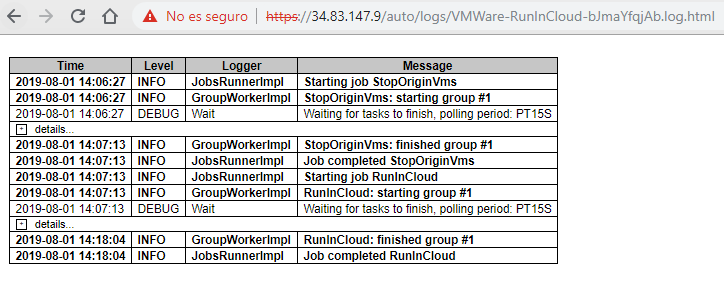 No es seguro https://34.83.147.9/auto/logs/VMWare-RunInCloud-bJmaYfqjAb.log.html
Time Level Logger Message
2019-08-01 14:06:27 INFO JobsRunnerImpl Starting job StopOriginVms
2019-08-01 14:06:27 INFO GroupWorkerImpl StopOriginVms: starting group #1
2019-08-01 14:06:27 DEBUG Wait Waiting for tasks to finish, polling period: PT15S
+ details...
2019-08-01 14:07:13 INFO GroupWorkerImpl StopOriginVms: finished group #1
2019-08-01 14:07:13 INFO JobsRunnerImpl Job completed StopOriginVms
2019-08-01 14:07:13 INFO JobsRunnerImpl Starting job RunInCloud
2019-08-01 14:07:13 INFO GroupWorkerImpl RunInCloud: starting group #1
2019-08-01 14:07:13 DEBUG Wait Waiting for tasks to finish, polling period: PT15S
+ details...
2019-08-01 14:18:04 INFO GroupWorkerImpl RunInCloud: finished group #1
2019-08-01 14:18:04 INFO JobsRunnerImpl Job completed RunInCloud